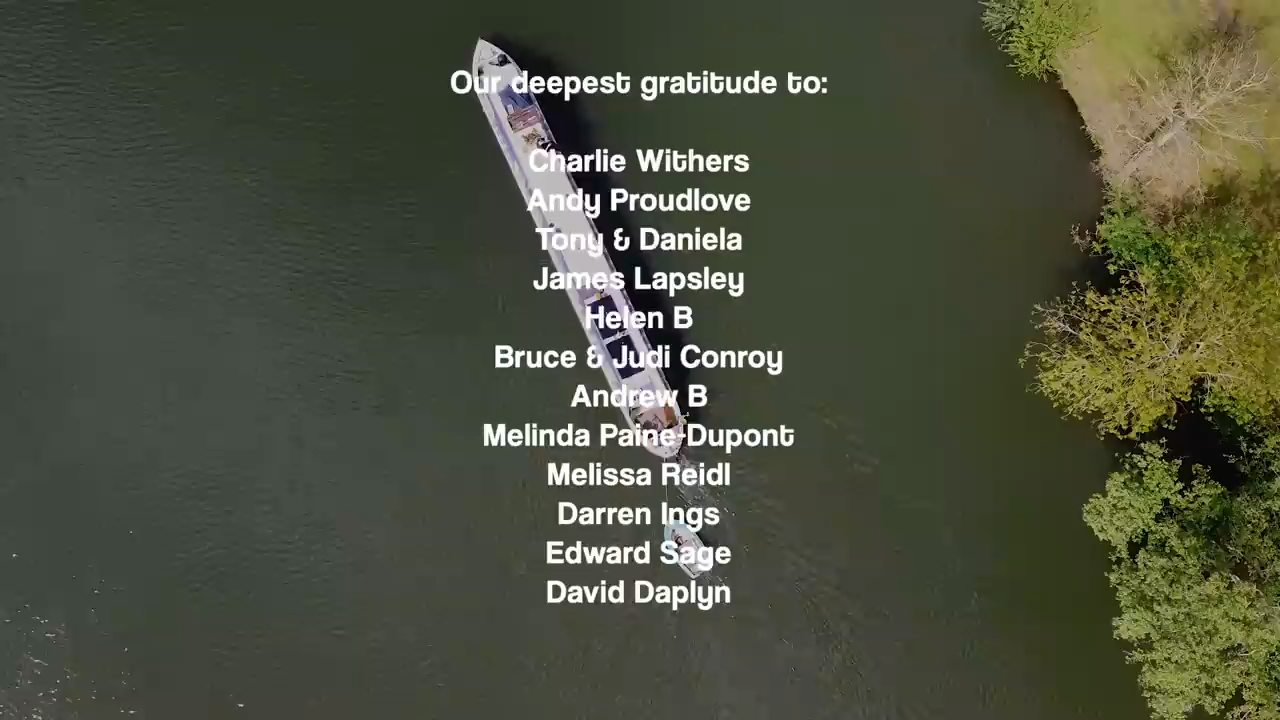 Our deepest gratitude to:
Charlie Withers
Andy Proudlove
Tony & Daniela
James Lapsley
Helen B
Bruce & Judi Conroy
Andrew B
Melinda Paine-Dupont
Melissa Reidl
Darren Ings
Edward Sage
David Daplyn